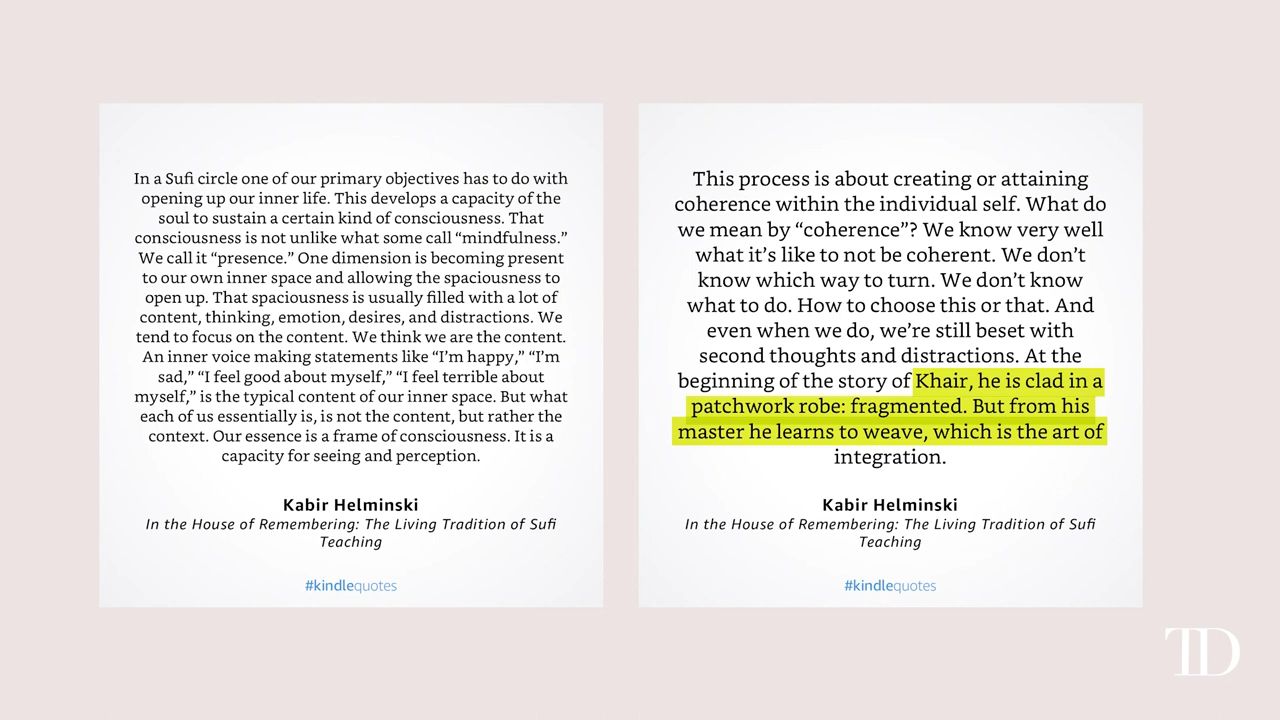 In a Sufi circle one of our primary objectives has to do with
opening up our inner life. This develops a capacity of the
soul to sustain a certain kind of consciousness. That
consciousness is not unlike what some call “mindfulness.”
We call it “presence.” One dimension is becoming present
to our own inner space and allowing the spaciousness to
open up. That spaciousness is usually filled with a lot of
content, thinking, emotion, desires, and distractions. We
tend to focus on the content. We think we are the content.
An inner voice making statements like “I’m happy,” “I’m
sad,” “I feel good about myself,” “I feel terrible about
myself,” is the typical content of our inner space. But what
each of us essentially is, is not the content, but rather the
context. Our essence is a frame of consciousness. It is a
capacity for seeing and perception.
Kabir Helminski
In the House of Remembering: The Living Tradition of Sufi
Teaching
#kindlequotes
This process is about creating or attaining
coherence within the individual self. What do
we mean by “coherence”? We know very well
what it’s like to not be coherent. We don’t
know which way to turn. We don’t know
what to do. How to choose this or that. And
even when we do, we’re still beset with
second thoughts and distractions. At the
beginning of the story of Khair, he is clad in a
patchwork robe: fragmented. But from his
master he learns to weave, which is the art of
integration.
Kabir Helminski
In the House of Remembering: The Living Tradition of Sufi
Teaching
#kindlequotes
TD